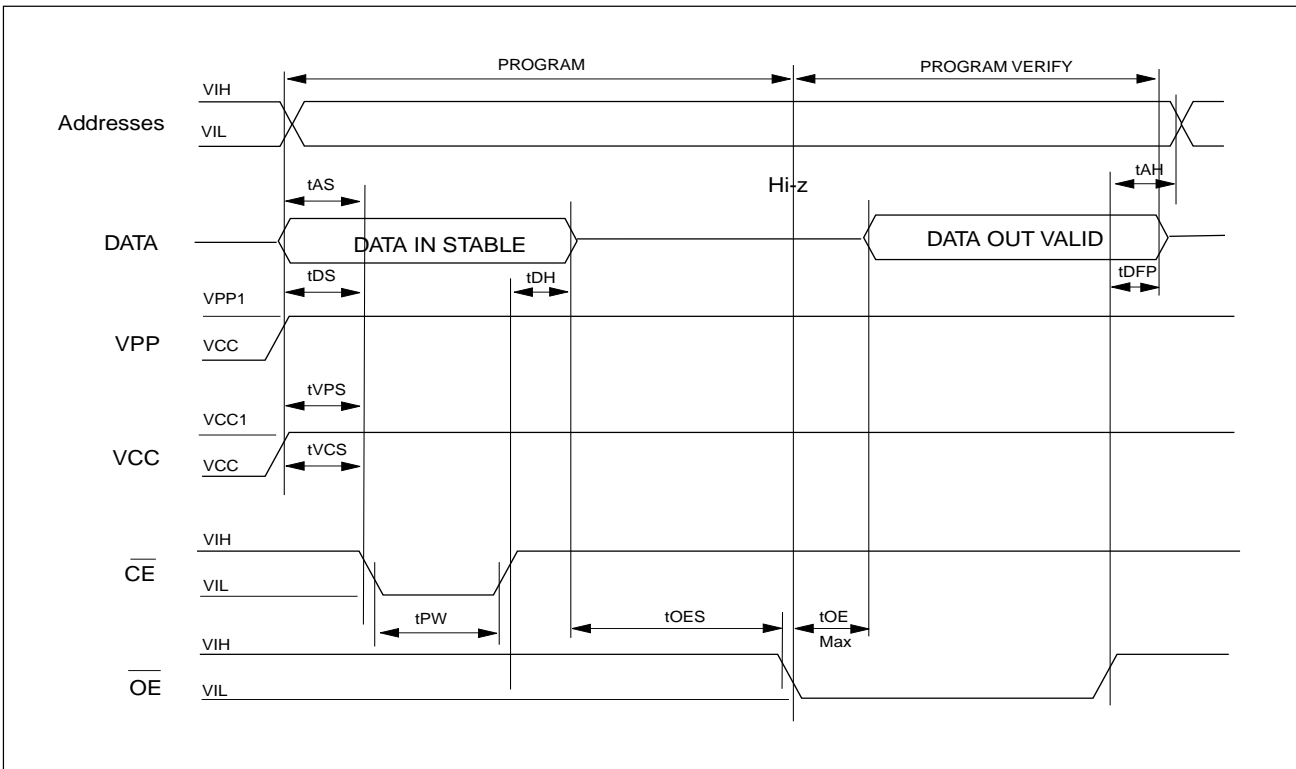 PROGRAM
PROGRAM VERIFY
VIH
Addresses
VIL
tAS
Hi-z
tAH
DATA
DATA IN STABLE
DATA OUT VALID
tDS
tDH
tDFP
VPP1
VPP
VCC
tVPS
VCC1
VCC
tVCS
VCC
VIH
CE
VIL
tPW
tOES
tOE
Max
VIH
OE
VIL